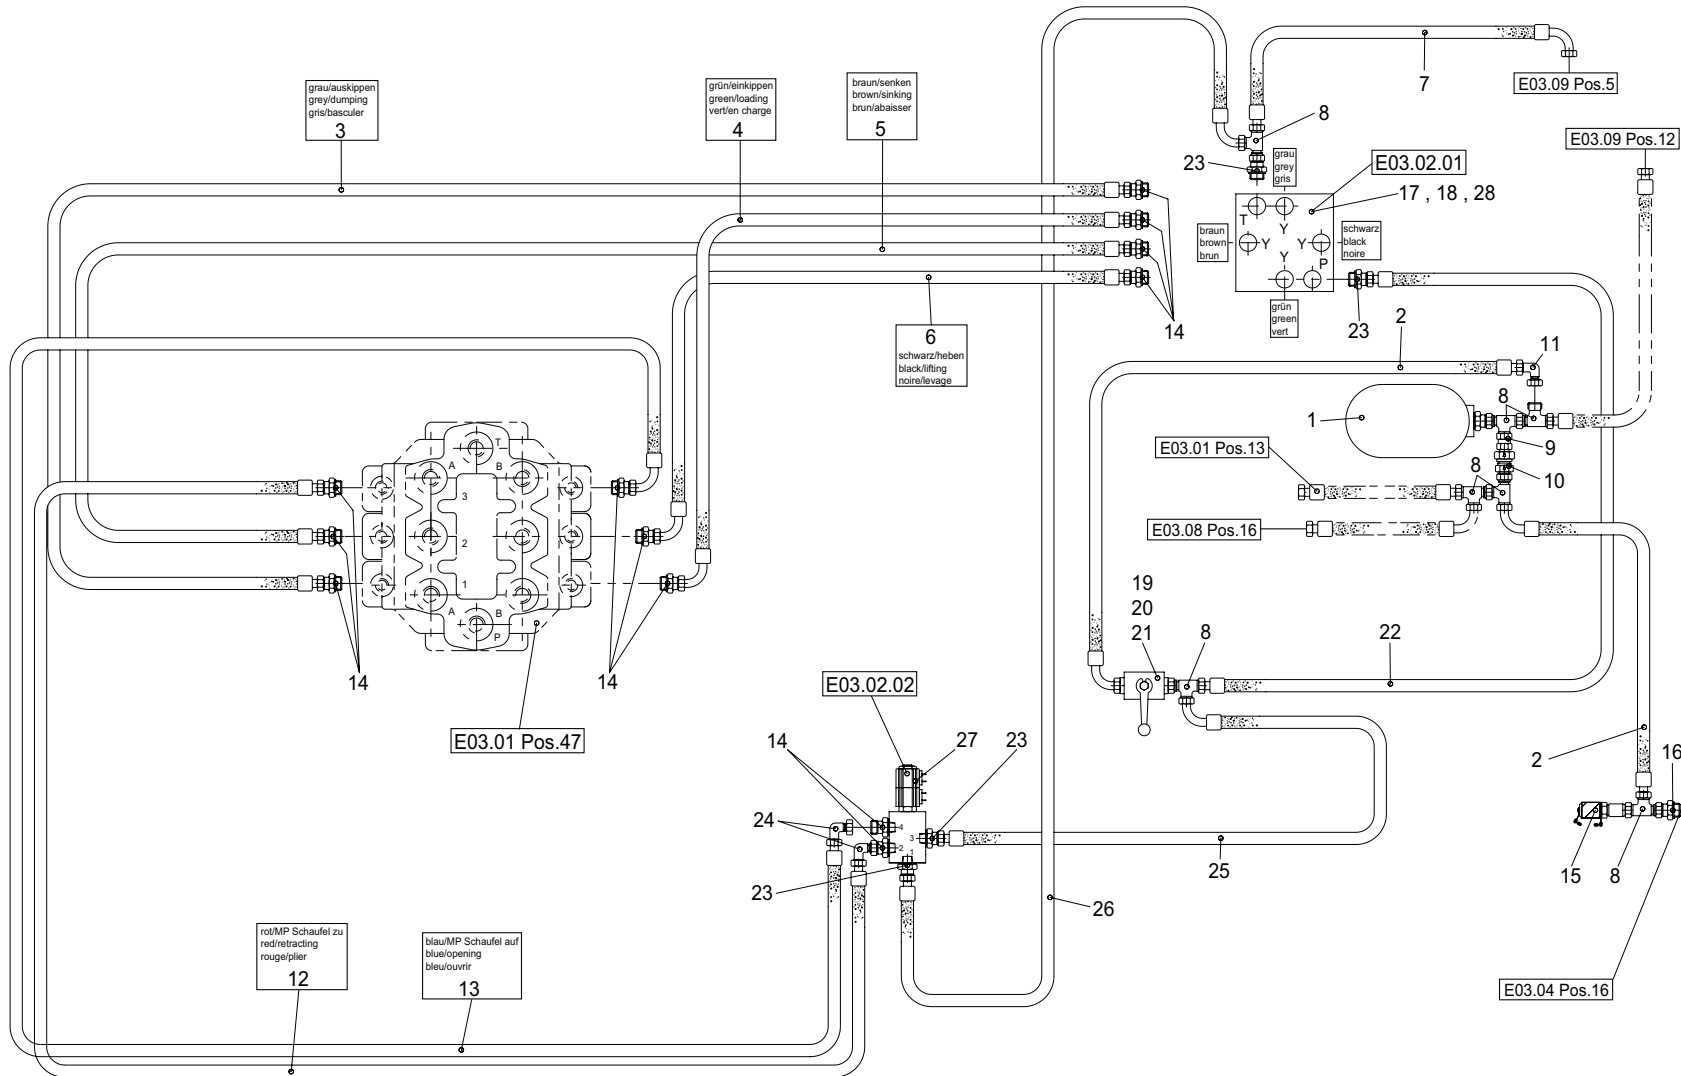 grau/auskippen
grey/dumping
gris/basculer
3
grün/einkippen
green/loading
vert/en charge
4
braun/senken
brown/sinking
brun/abaisser
5
7
E03.09 Pos.5
8
E03.09 Pos.12
23
grau
grey
gris
E03.02.01
17 , 18 , 28
T
Y
braun
brown
brun
Y
Y
schwarz
black
noire
Y
P
grün
green
vert
23
14
6
schwarz/heben
black/lifting
noire/levage
2
11
1
8
9
E03.01 Pos.13
8
10
E03.08 Pos.16
T
A
B
3
2
1
A
B
P
14
14
E03.01 Pos.47
19
20
21
8
22
E03.02.02
14
27
23
2
16
24
4
3
2
1
23
25
15
8
26
rot/MP Schaufel zu
red/retracting
rouge/plier
12
blau/MP Schaufel auf
blue/opening
bleu/ouvrir
13
E03.04 Pos.16